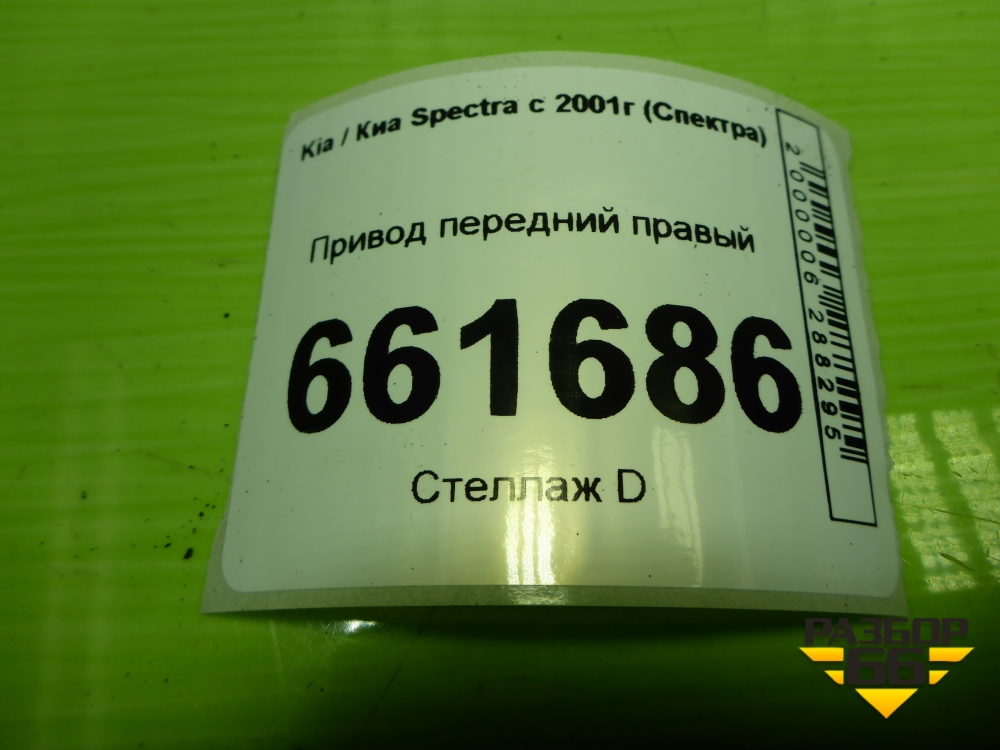 Kia / Киа Spectra с 2001г (Спектра)
Привод передний правый
661686
Стеллаж D
2000006288295
РАЗБОР
66